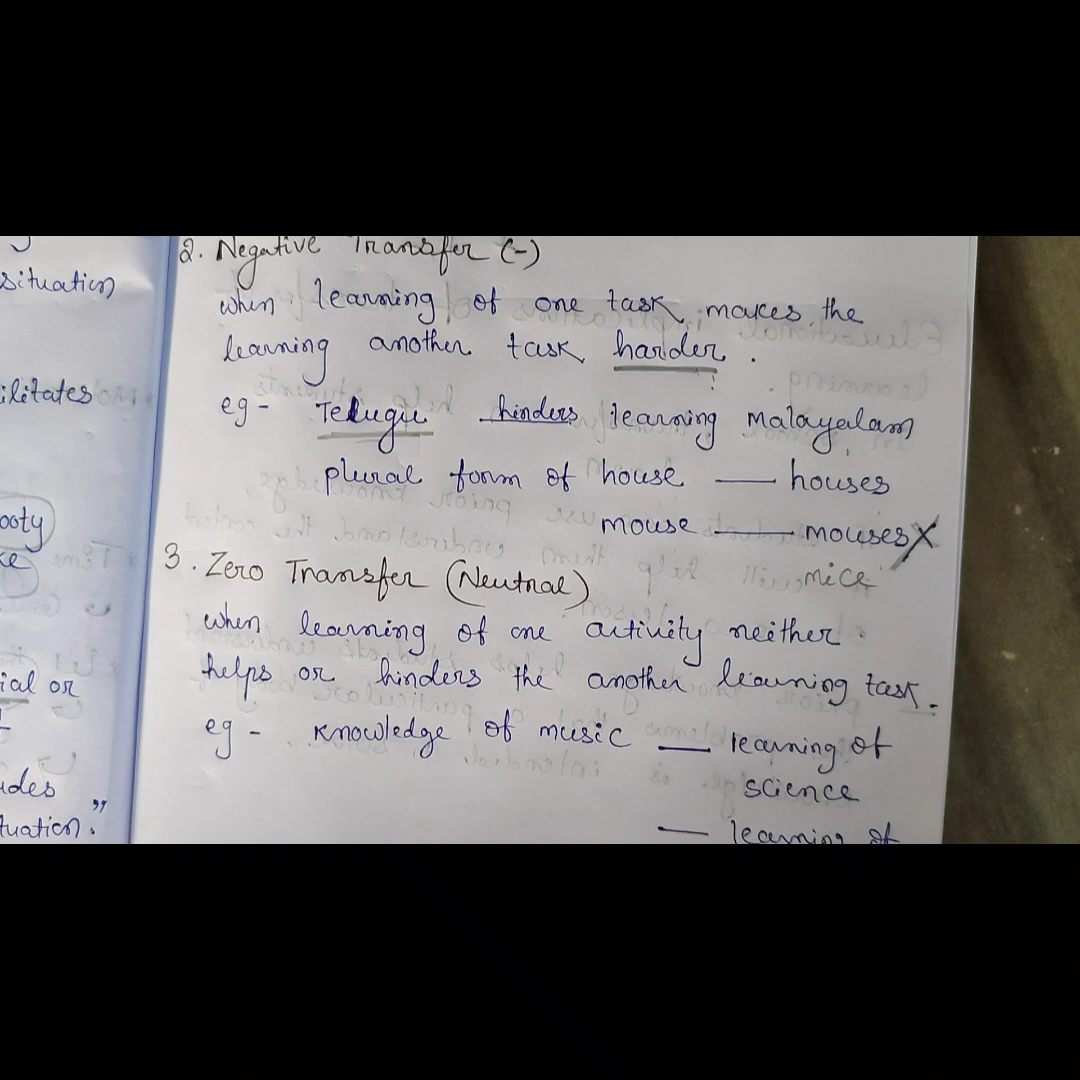 situation
ilitates
ooty
ial or
udes
tuation."
2. Negative Transfer (-)
when learning of one task makes the
learning another task harder .
eg - Telugu hinders learning malayalam
plural form of house — houses
mouse — mouses X
mice
3. Zero Transfer (Neutral)
when learning of one activity neither
helps or hinders the another learning task.
eg - knowledge of music — learning of
science
— learning of